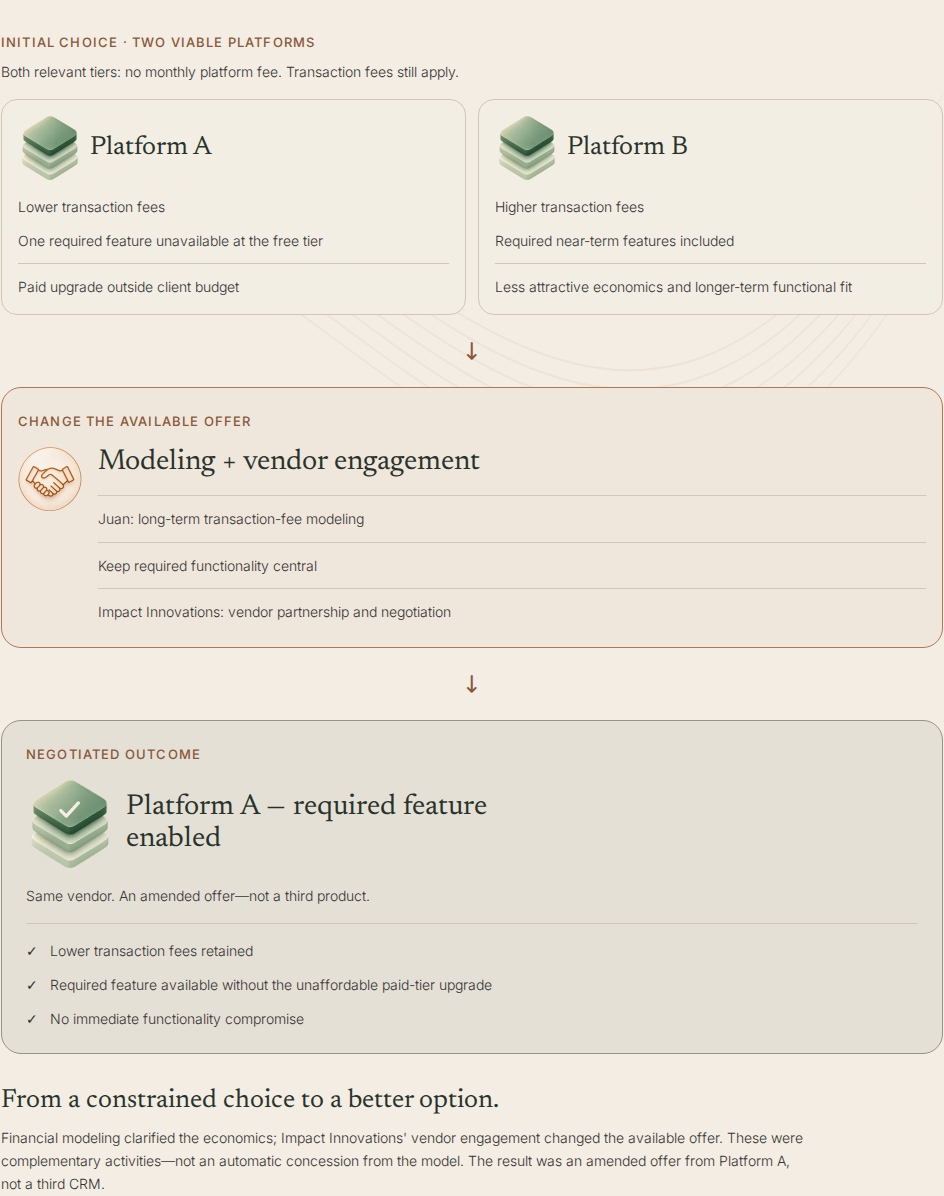 INITIAL CHOICE · TWO VIABLE PLATFORMS
Both relevant tiers: no monthly platform fee. Transaction fees still apply.
Platform A
Lower transaction fees
One required feature unavailable at the free tier
Paid upgrade outside client budget
Platform B
Higher transaction fees
Required near-term features included
Less attractive economics and longer-term functional fit
↓
CHANGE THE AVAILABLE OFFER
Modeling + vendor engagement
Juan: long-term transaction-fee modeling
Keep required functionality central
Impact Innovations: vendor partnership and negotiation
↓
NEGOTIATED OUTCOME
Platform A — required feature
enabled
Same vendor. An amended offer—not a third product.
✓ Lower transaction fees retained
✓ Required feature available without the unaffordable paid-tier upgrade
✓ No immediate functionality compromise
From a constrained choice to a better option.
Financial modeling clarified the economics; Impact Innovations' vendor engagement changed the available offer. These were
complementary activities—not an automatic concession from the model. The result was an amended offer from Platform A,
not a third CRM.